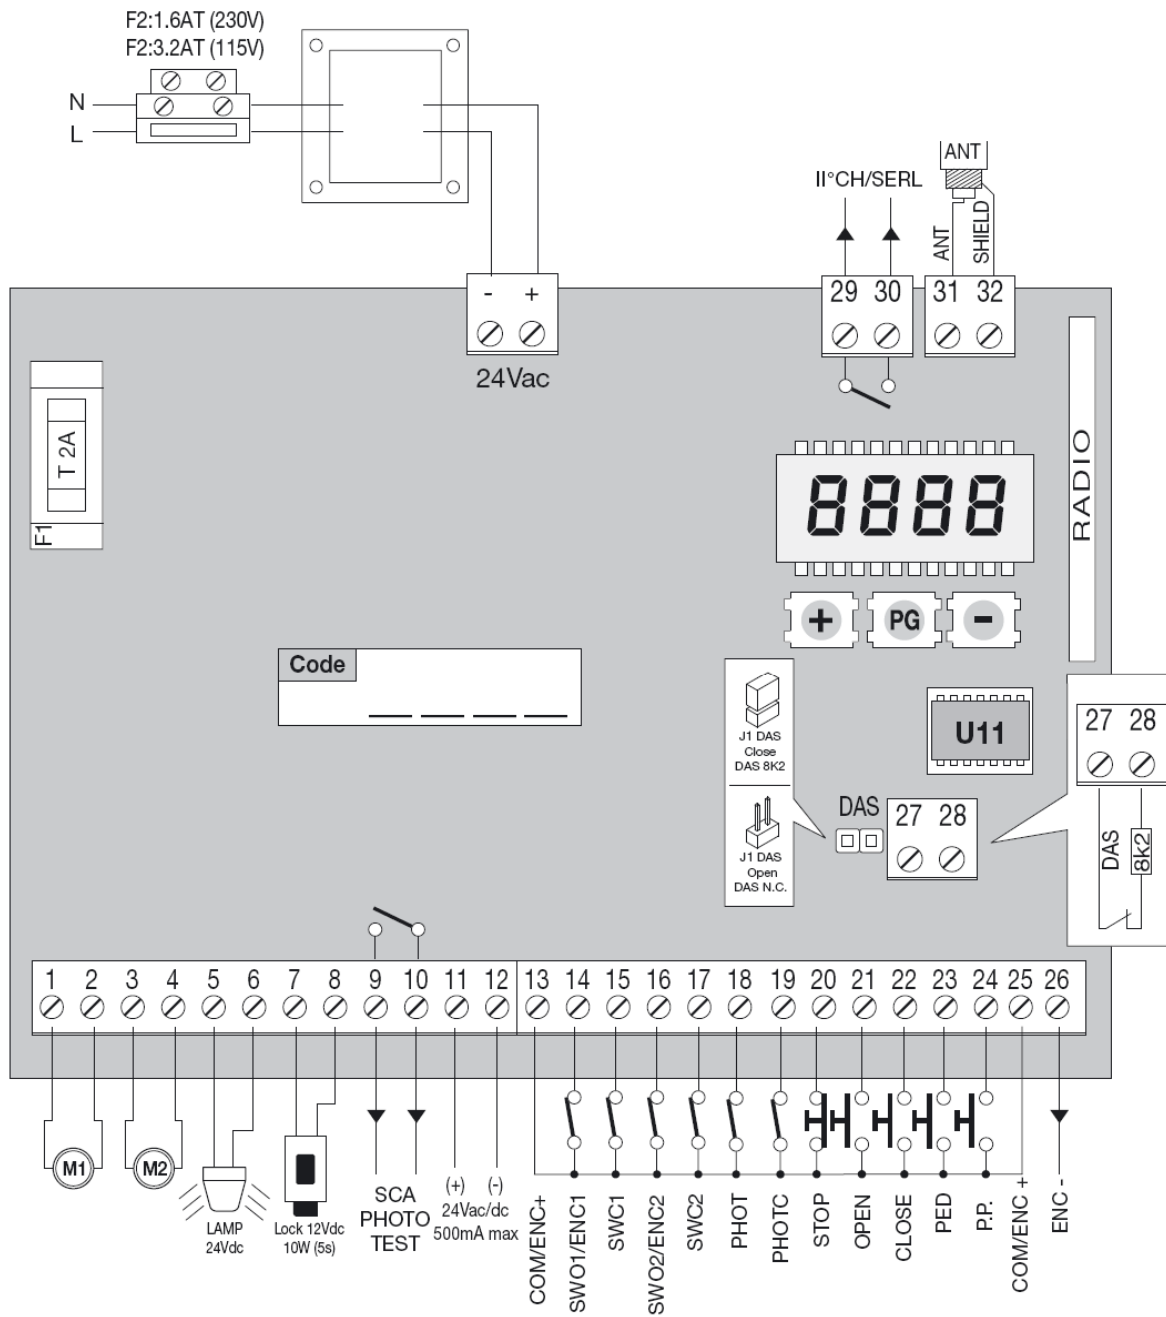 F2:1.6AT (230V)
F2:3.2AT (115V)
N
L
II°CH/SERL
ANT
ANT
SHIELD
- +
24Vac
29 30
31 32
T 2A
F1
8888
RADIO
+ PG -
Code
J1 DAS
Close
DAS 8K2
J1 DAS
Open
DAS N.C.
U11
DAS
27 28
27 28
DAS
8k2
1 2 3 4 5 6 7 8 9 10 11 12 13 14 15 16 17 18 19 20 21 22 23 24 25 26
M1
M2
LAMP
24Vdc
Lock 12Vdc
10W (5s)
SCA
PHOTO
TEST
(+) (-)
24Vac/dc
500mA max
COM/ENC+
SWO1/ENC1
SWC1
SWO2/ENC2
SWC2
PHOT
PHOTC
STOP
OPEN
CLOSE
PED
P.P.
COM/ENC +
ENC -